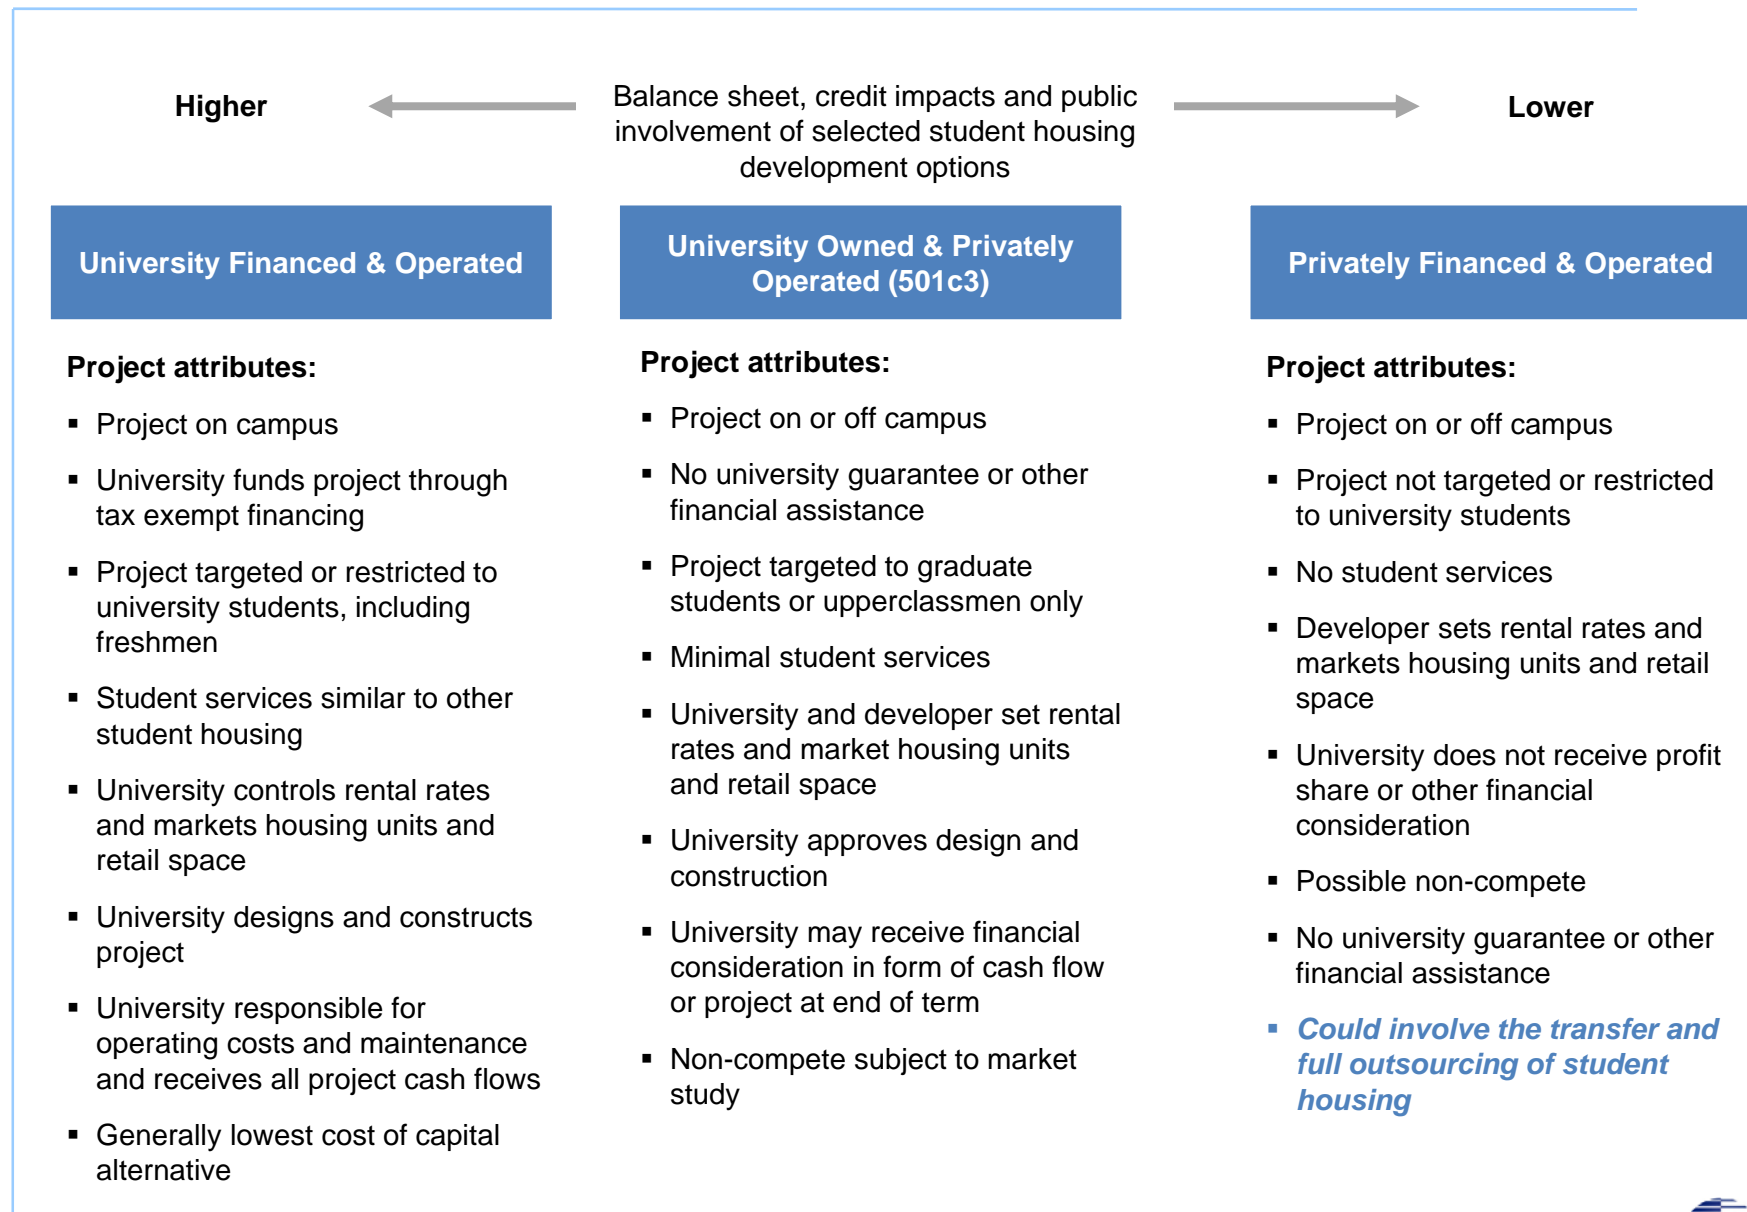 Higher
Balance sheet, credit impacts and public
involvement of selected student housing
development options
Lower
University Financed & Operated
Project attributes:
▪ Project on campus
▪ University funds project through
tax exempt financing
▪ Project targeted or restricted to
university students, including
freshmen
▪ Student services similar to other
student housing
▪ University controls rental rates
and markets housing units and
retail space
▪ University designs and constructs
project
▪ University responsible for
operating costs and maintenance
and receives all project cash flows
▪ Generally lowest cost of capital
alternative
University Owned & Privately
Operated (501c3)
Project attributes:
▪ Project on or off campus
▪ No university guarantee or other
financial assistance
▪ Project targeted to graduate
students or upperclassmen only
▪ Minimal student services
▪ University and developer set rental
rates and market housing units
and retail space
▪ University approves design and
construction
▪ University may receive financial
consideration in form of cash flow
or project at end of term
▪ Non-compete subject to market
study
Privately Financed & Operated
Project attributes:
▪ Project on or off campus
▪ Project not targeted or restricted
to university students
▪ No student services
▪ Developer sets rental rates and
markets housing units and retail
space
▪ University does not receive profit
share or other financial
consideration
▪ Possible non-compete
▪ No university guarantee or other
financial assistance
▪ Could involve the transfer and
full outsourcing of student
housing